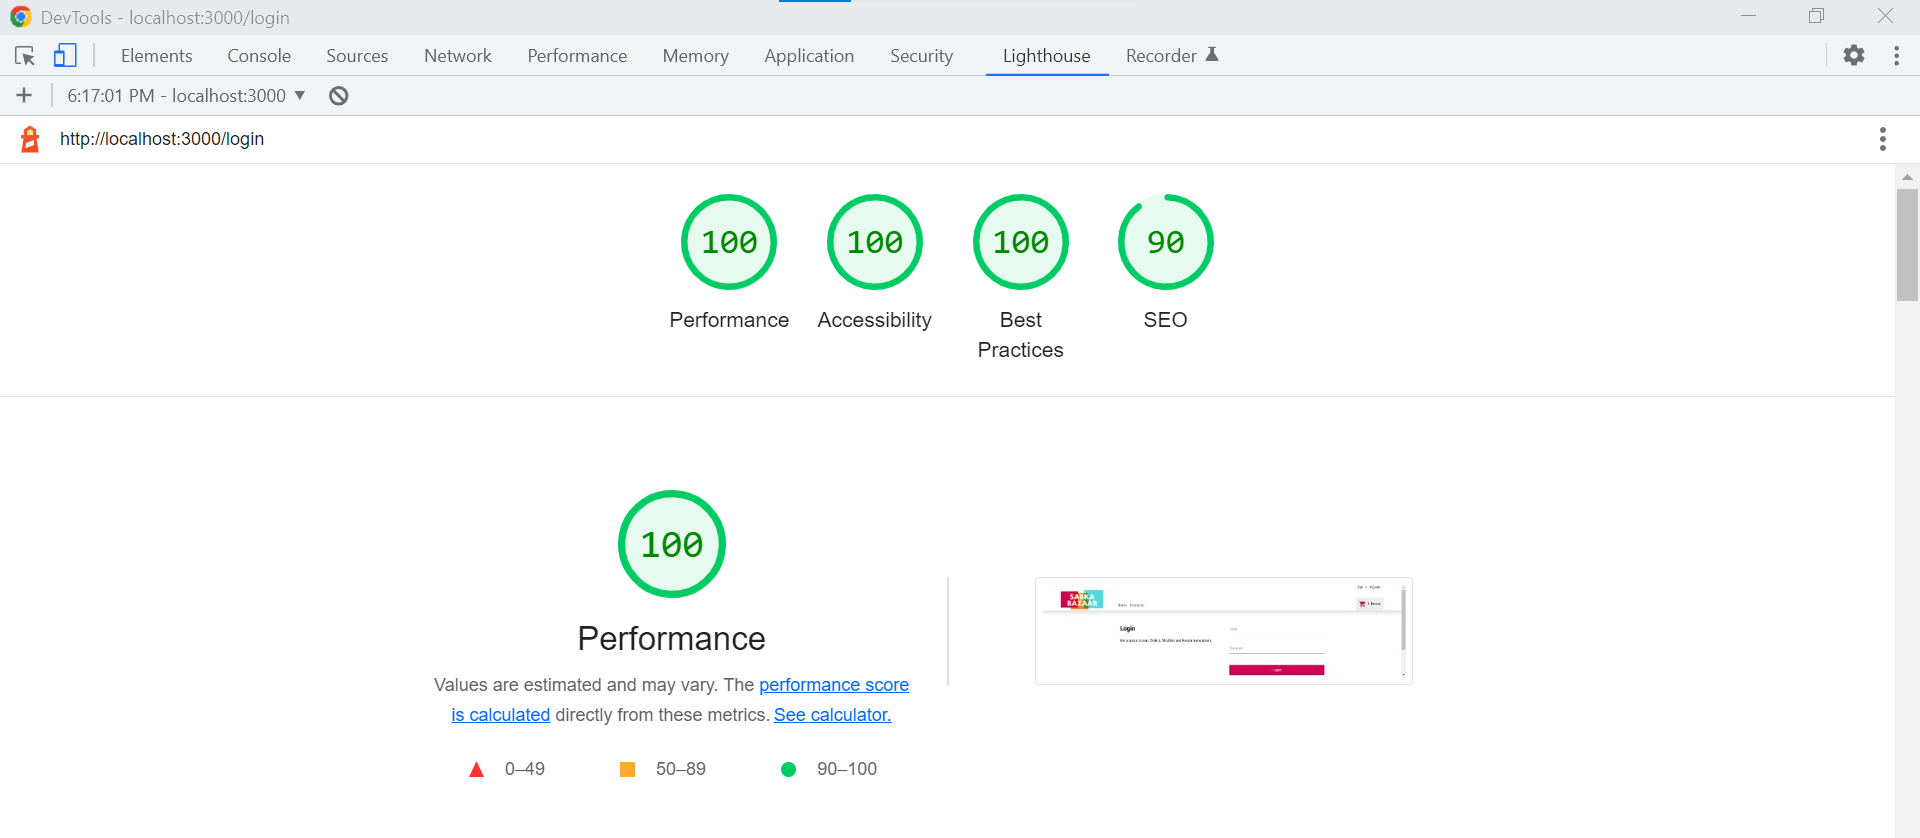 DevTools - localhost:3000/login
Elements Console Sources Network Performance Memory Application Security Lighthouse Recorder
6:17:01 PM - localhost:3000
http://localhost:3000/login
100 100 100 90
Performance Accessibility Best Practices SEO
100
Performance
Values are estimated and may vary. The performance score
is calculated directly from these metrics. See calculator.
0–49 50–89 90–100
SABKA
BAZAAR
Home Products
Login